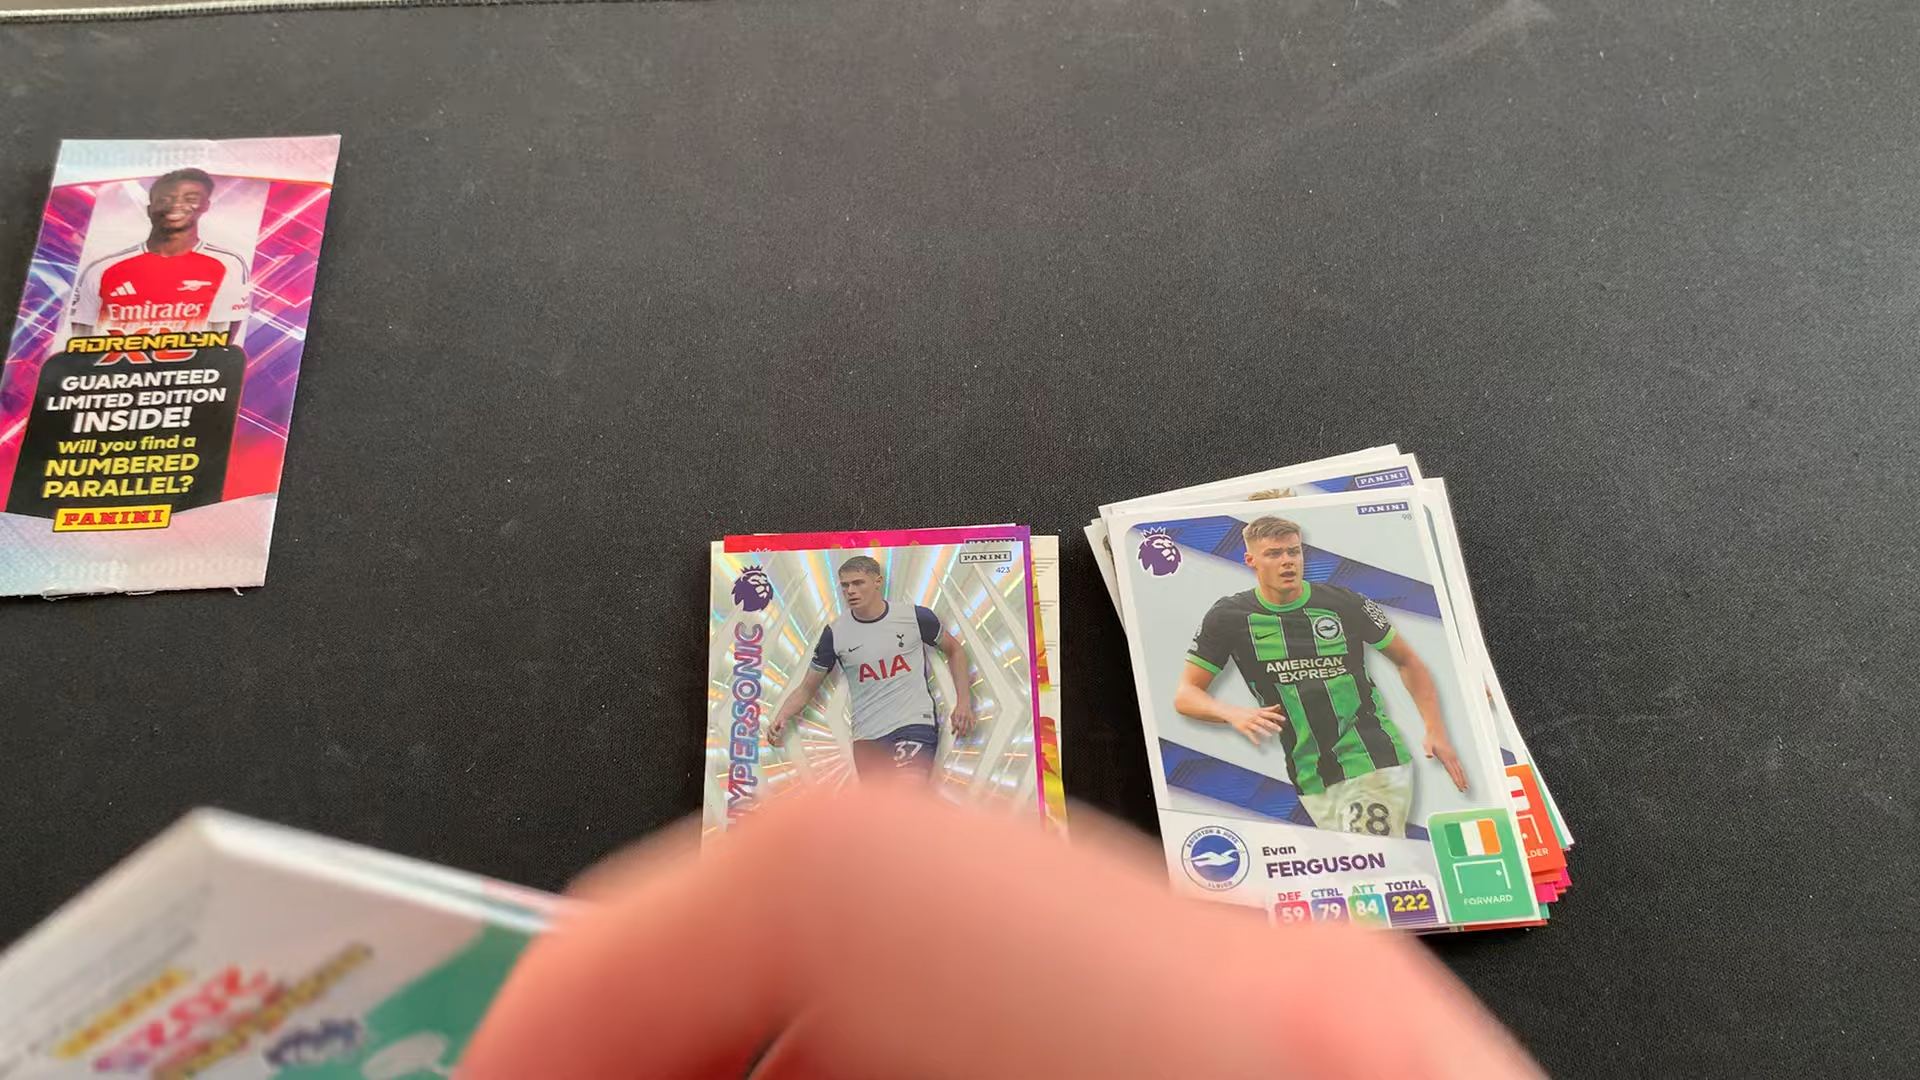 Emirates
ADRENALYN
XL
GUARANTEED
LIMITED EDITION
INSIDE!
Will you find a
NUMBERED
PARALLEL?
PANINI
PANINI
423
HYPERSONIC
AIA
37
PANINI
PANINI
98
AMERICAN
EXPRESS
28
Evan
FERGUSON
DEF CTRL ATT TOTAL
59 79 84 222
FORWARD